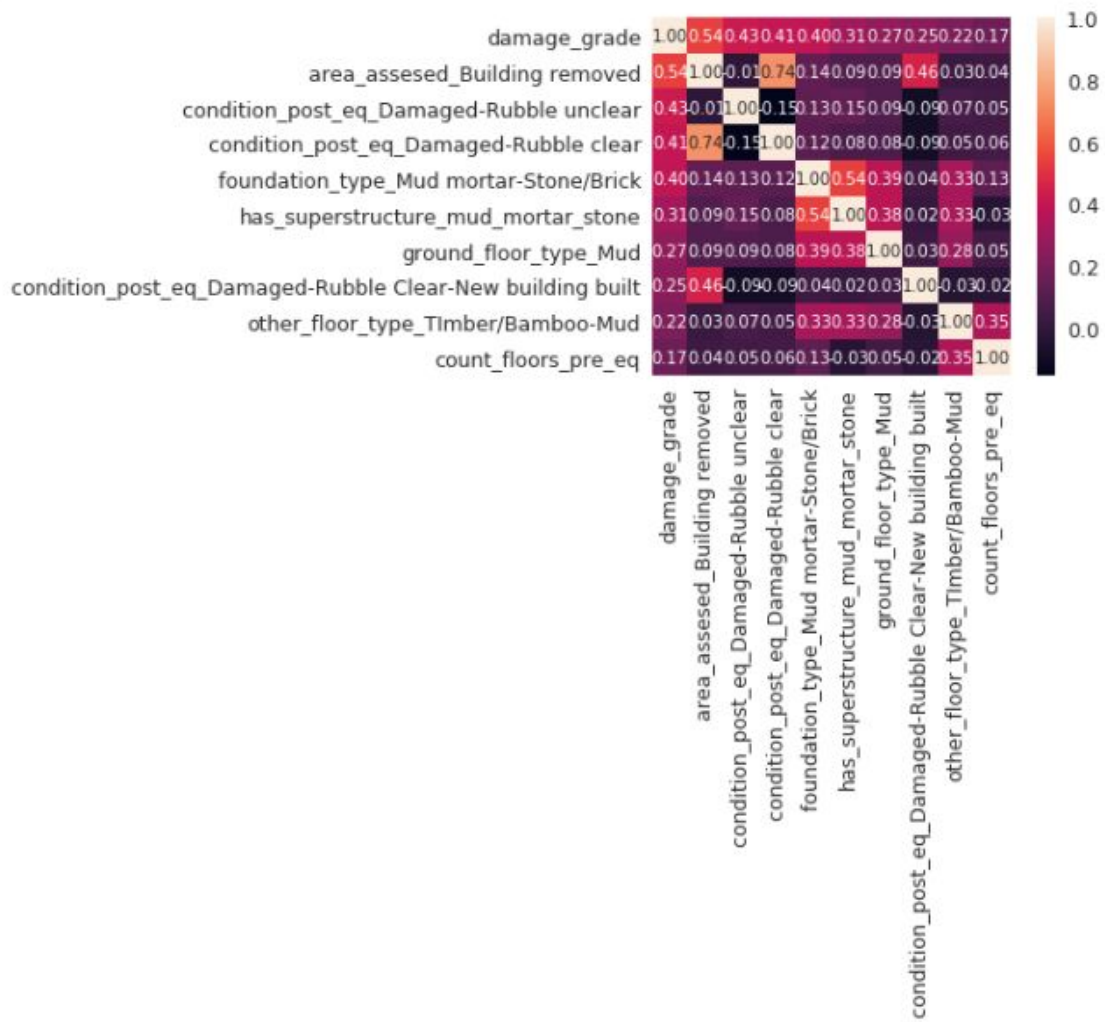 damage_grade 1.00 0.54 0.43 0.41 0.40 0.31 0.27 0.25 0.22 0.17
area_assesed_Building removed 0.54 1.00 -0.01 0.74 0.14 0.09 0.09 0.46 0.03 0.04
condition_post_eq_Damaged-Rubble unclear 0.43 -0.01 1.00 -0.15 0.13 0.15 0.09 -0.09 0.07 0.05
condition_post_eq_Damaged-Rubble clear 0.41 0.74 -0.15 1.00 0.12 0.08 0.08 -0.09 0.05 0.06
foundation_type_Mud mortar-Stone/Brick 0.40 0.14 0.13 0.12 1.00 0.54 0.39 0.04 0.33 0.13
has_superstructure_mud_mortar_stone 0.31 0.09 0.15 0.08 0.54 1.00 0.38 0.02 0.33 -0.03
ground_floor_type_Mud 0.27 0.09 0.09 0.08 0.39 0.38 1.00 0.03 0.28 0.05
condition_post_eq_Damaged-Rubble Clear-New building built 0.25 0.46 -0.09 -0.09 0.04 0.02 0.03 1.00 -0.03 -0.02
other_floor_type_TImber/Bamboo-Mud 0.22 0.03 0.07 0.05 0.33 0.33 0.28 -0.03 1.00 0.35
count_floors_pre_eq 0.17 0.04 0.05 0.06 0.13 -0.03 0.05 -0.02 0.35 1.00
damage_grade
area_assesed_Building removed
condition_post_eq_Damaged-Rubble unclear
condition_post_eq_Damaged-Rubble clear
foundation_type_Mud mortar-Stone/Brick
has_superstructure_mud_mortar_stone
ground_floor_type_Mud
condition_post_eq_Damaged-Rubble Clear-New building built
other_floor_type_TImber/Bamboo-Mud
count_floors_pre_eq
1.0
0.8
0.6
0.4
0.2
0.0